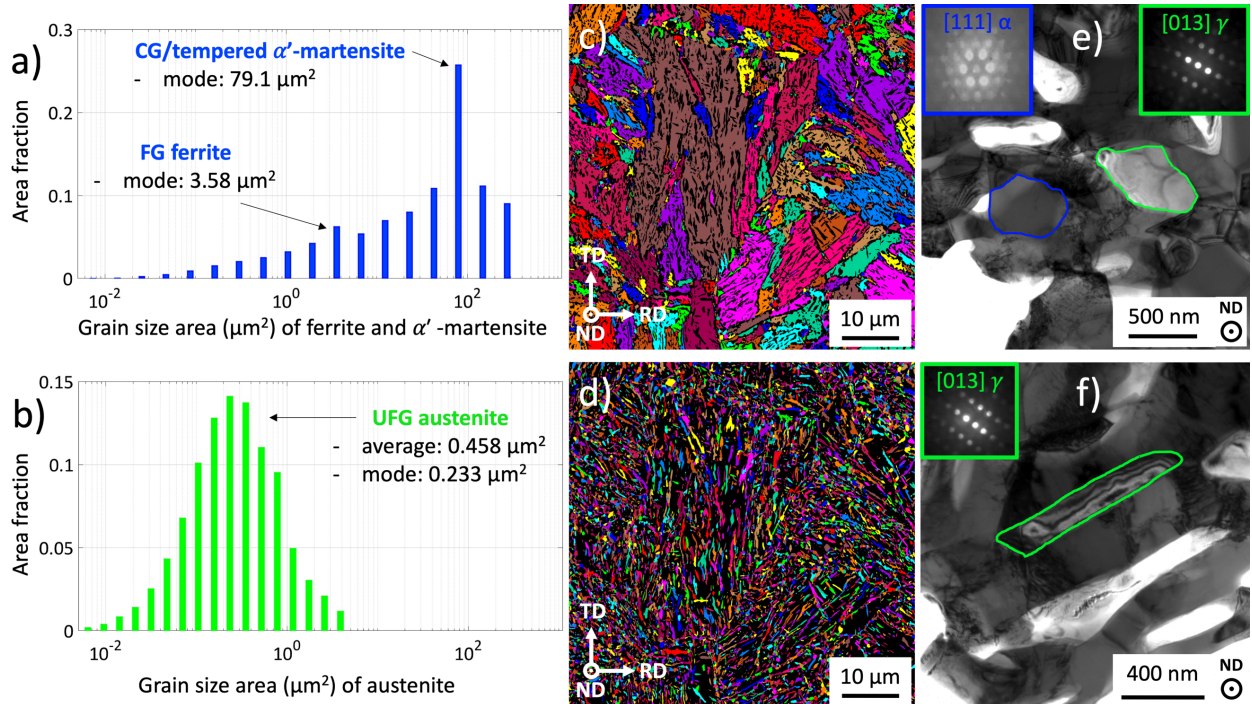 a)
Area fraction
0.3
0.2
0.1
0
CG/tempered α′-martensite
- mode: 79.1 µm²
FG ferrite
- mode: 3.58 µm²
10⁻² 10⁰ 10²
Grain size area (µm²) of ferrite and α′ -martensite
b)
Area fraction
0.15
0.1
0.05
0
UFG austenite
- average: 0.458 µm²
- mode: 0.233 µm²
10⁻² 10⁰ 10²
Grain size area (µm²) of austenite
c)
TD
RD
ND
10 µm
d)
TD
RD
ND
10 µm
[111] α
e)
[013] γ
500 nm
ND
[013] γ
f)
400 nm
ND